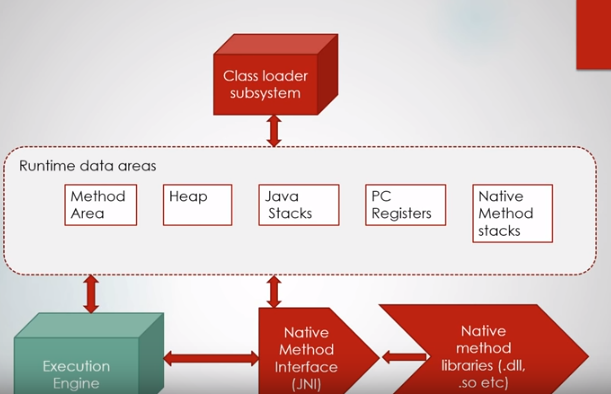 Class loader
subsystem
Runtime data areas
Method
Area
Heap
Java
Stacks
PC
Registers
Native
Method
stacks
Execution
Engine
Native
Method
Interface
(JNI)
Native
method
libraries (.dll,
.so etc)